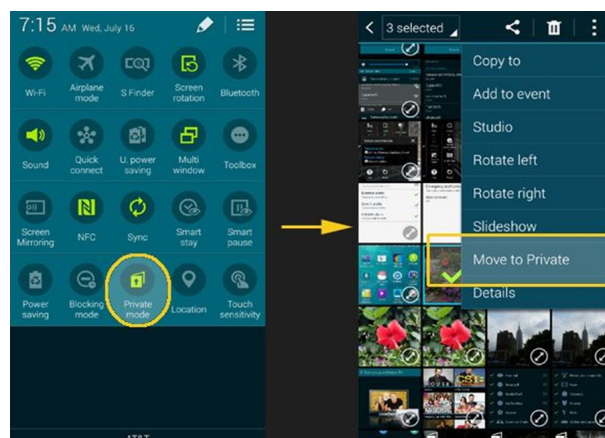 7:15 AM Wed, July 16
Wi-Fi
Airplane mode
S Finder
Screen rotation
Bluetooth
Sound
Quick connect
U. power saving
Multi window
Toolbox
Screen Mirroring
NFC
Sync
Smart stay
Smart pause
Power saving
Blocking mode
Private mode
Location
Touch sensitivity
AT&T
3 selected
Copy to
Add to event
Studio
Rotate left
Rotate right
Slideshow
Move to Private
Details